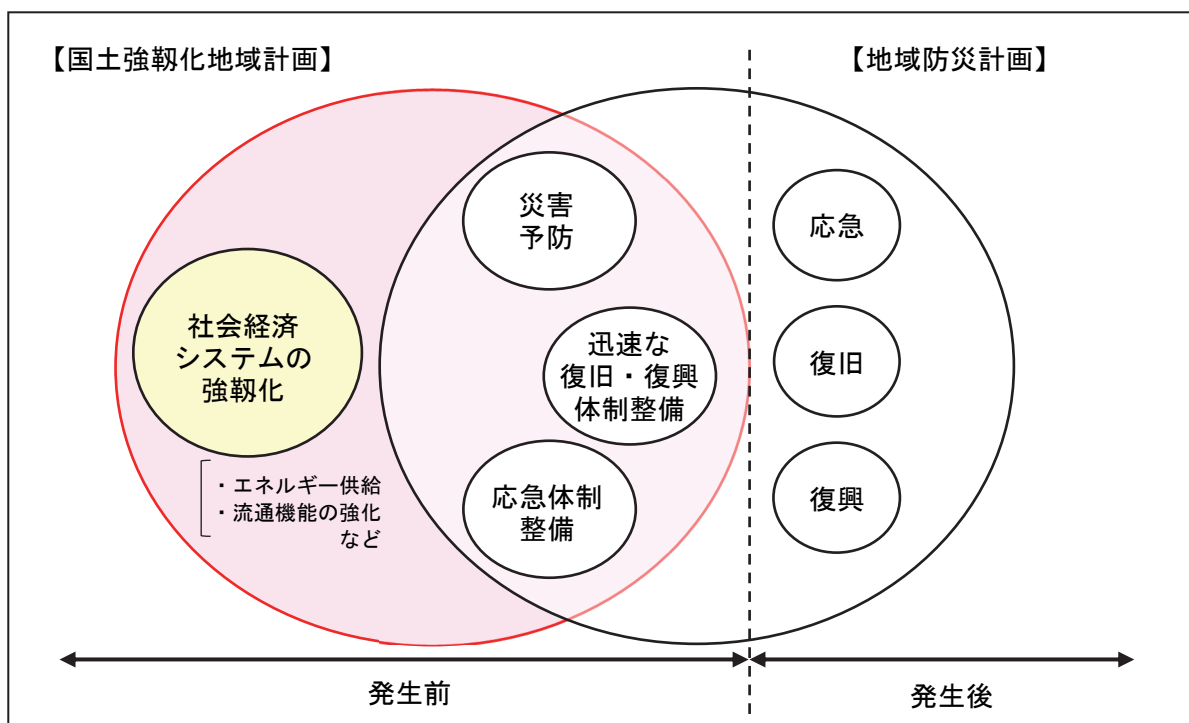 【国土強靱化地域計画】
【地域防災計画】
災害
予防
応急
社会経済
システムの
強靱化
迅速な
復旧・復興
体制整備
復旧
・エネルギー供給
・流通機能の強化
など
応急体制
整備
復興
発生前
発生後